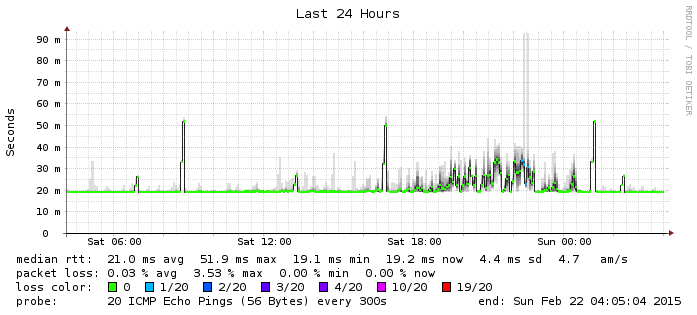 Last 24 Hours
RRDTOOL / TOBI OETIKER
Seconds
90 m
80 m
70 m
60 m
50 m
40 m
30 m
20 m
10 m
0
Sat 06:00 Sat 12:00 Sat 18:00 Sun 00:00
median rtt: 21.0 ms avg 51.9 ms max 19.1 ms min 19.2 ms now 4.4 ms sd 4.7 am/s
packet loss: 0.03 % avg 3.53 % max 0.00 % min 0.00 % now
loss color: 0 1/20 2/20 3/20 4/20 10/20 19/20
probe: 20 ICMP Echo Pings (56 Bytes) every 300s end: Sun Feb 22 04:05:04 2015